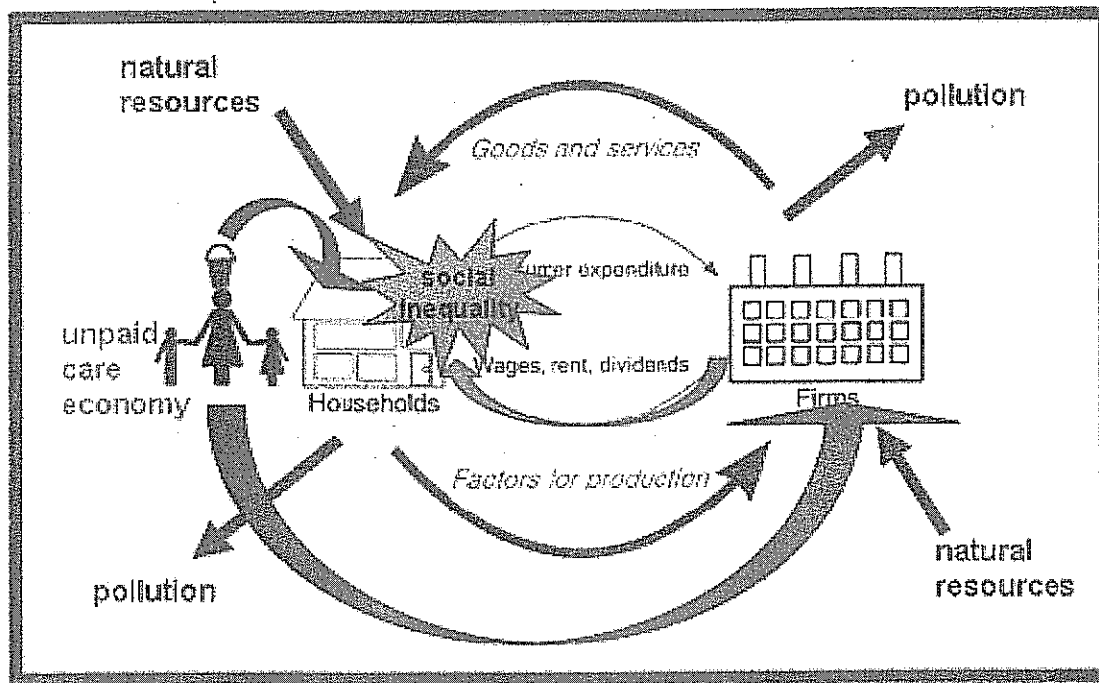 natural
resources
pollution
Goods and services
social
inequality
expenditure
unpaid
care
economy
Wages, rent, dividends
Households
Firms
Factors for production
natural
resources
pollution